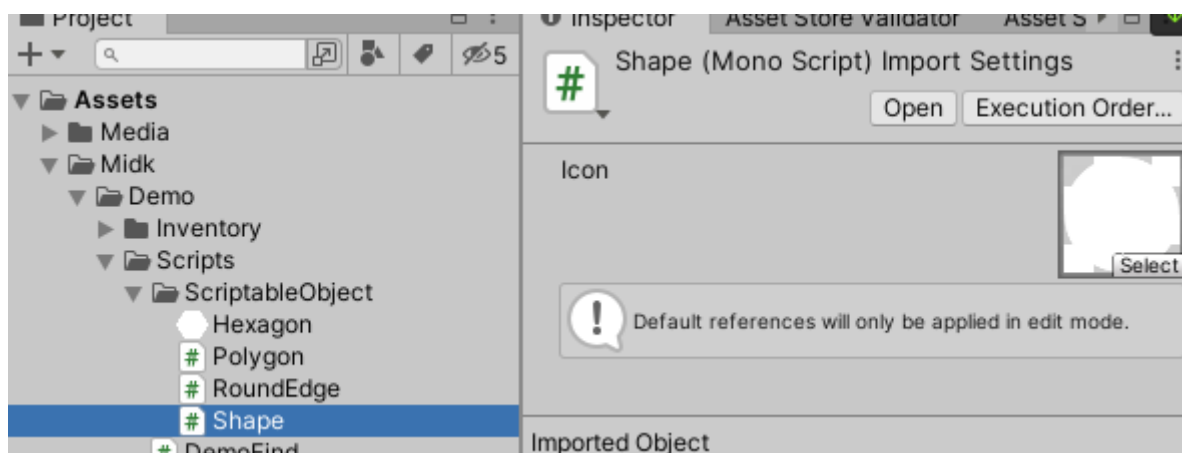 Project
5
Assets
Media
Midk
Demo
Inventory
Scripts
ScriptableObject
Hexagon
# Polygon
# RoundEdge
# Shape
# DemoFind
Inspector Asset Store Validator Asset S
# Shape (Mono Script) Import Settings
Open Execution Order...
Icon
Select
! Default references will only be applied in edit mode.
Imported Object